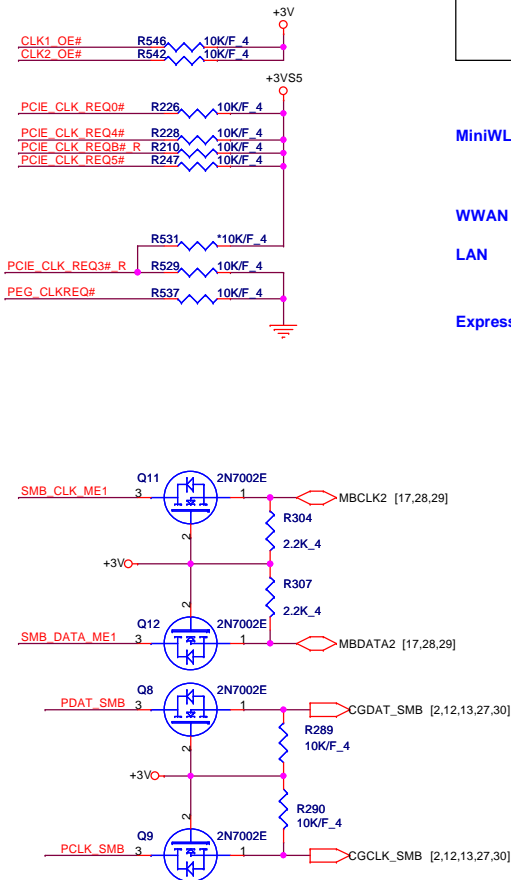 +3V
CLK1_OE# R546 10K/F_4
CLK2_OE# R542 10K/F_4
+3VS5
PCIE_CLK_REQ0# R226 10K/F_4
PCIE_CLK_REQ4# R228 10K/F_4
PCIE_CLK_REQB#_R R210 10K/F_4
PCIE_CLK_REQ5# R247 10K/F_4
MiniWL
WWAN
R531 *10K/F_4
LAN
PCIE_CLK_REQ3#_R R529 10K/F_4
PEG_CLKREQ# R537 10K/F_4
Express
Q11 2N7002E
SMB_CLK_ME1 3 1 MBCLK2 [17,28,29]
R304
2
2.2K_4
+3V
R307
2.2K_4
2
Q12 2N7002E
SMB_DATA_ME1 3 1 MBDATA2 [17,28,29]
Q8 2N7002E
PDAT_SMB 3 1 CGDAT_SMB [2,12,13,27,30]
R289
10K/F_4
2
+3V
R290
10K/F_4
2
Q9 2N7002E
PCLK_SMB 3 1 CGCLK_SMB [2,12,13,27,30]